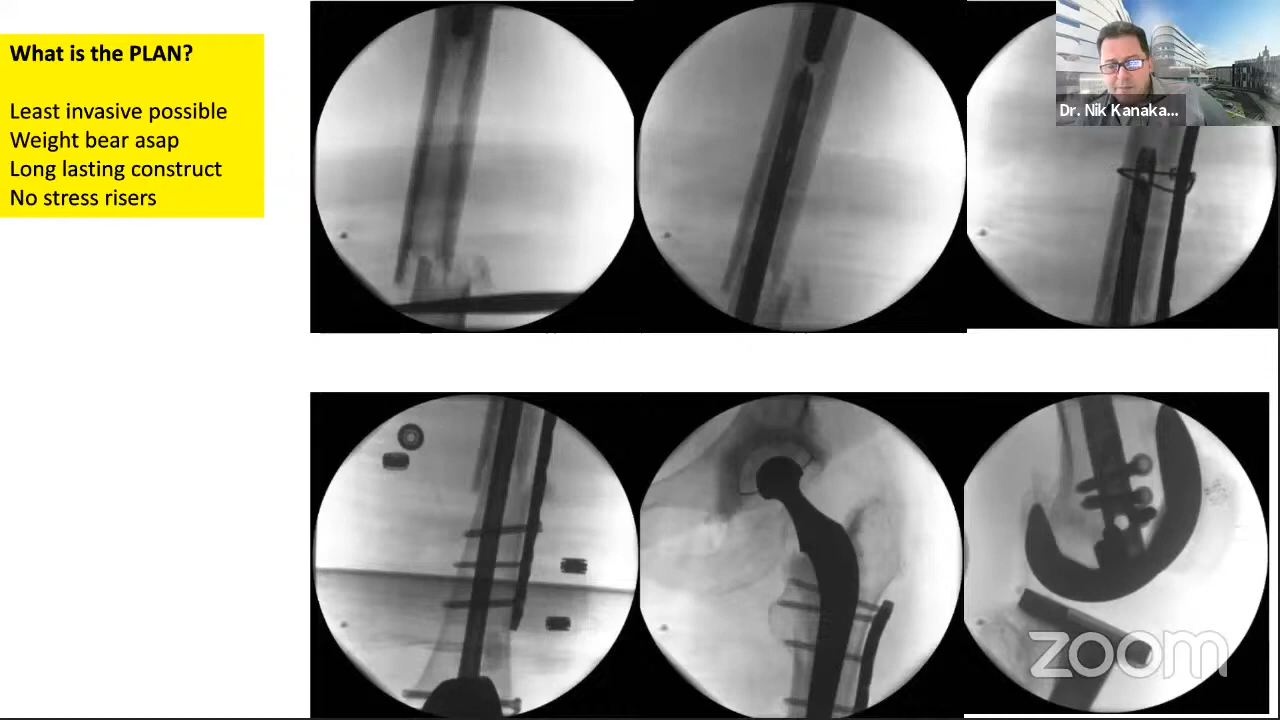 What is the PLAN?
Least invasive possible
Weight bear asap
Long lasting construct
No stress risers
Dr. Nik Kanaka...
zoom